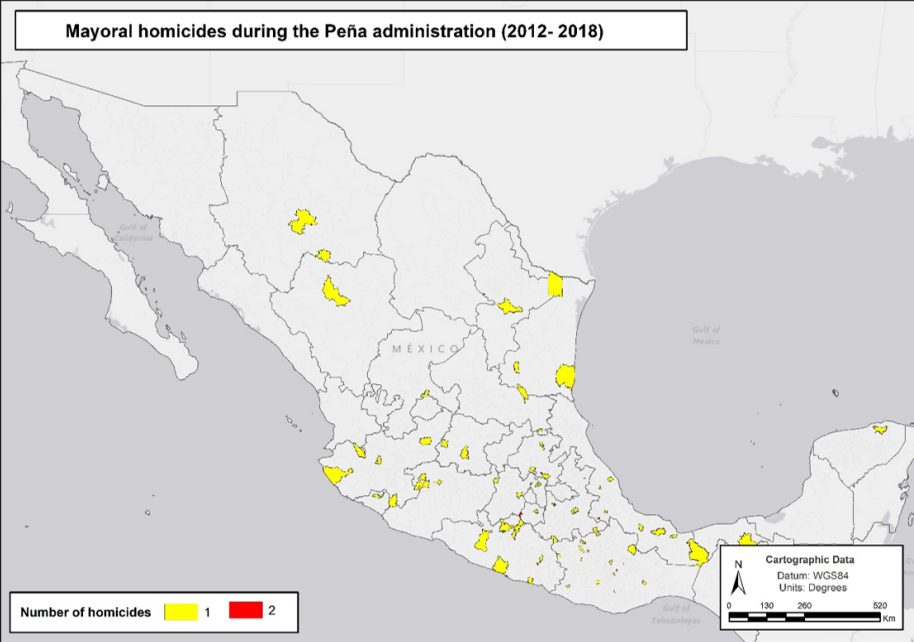 Mayoral homicides during the Peña administration (2012- 2018)
Gulf of
California
MÉXICO
Gulf of
Mexico
Cartographic Data
Datum: WGS84
Units: Degrees
N
0 130 260 520
Km
Number of homicides 1 2
Gulf of
Tehuantepec